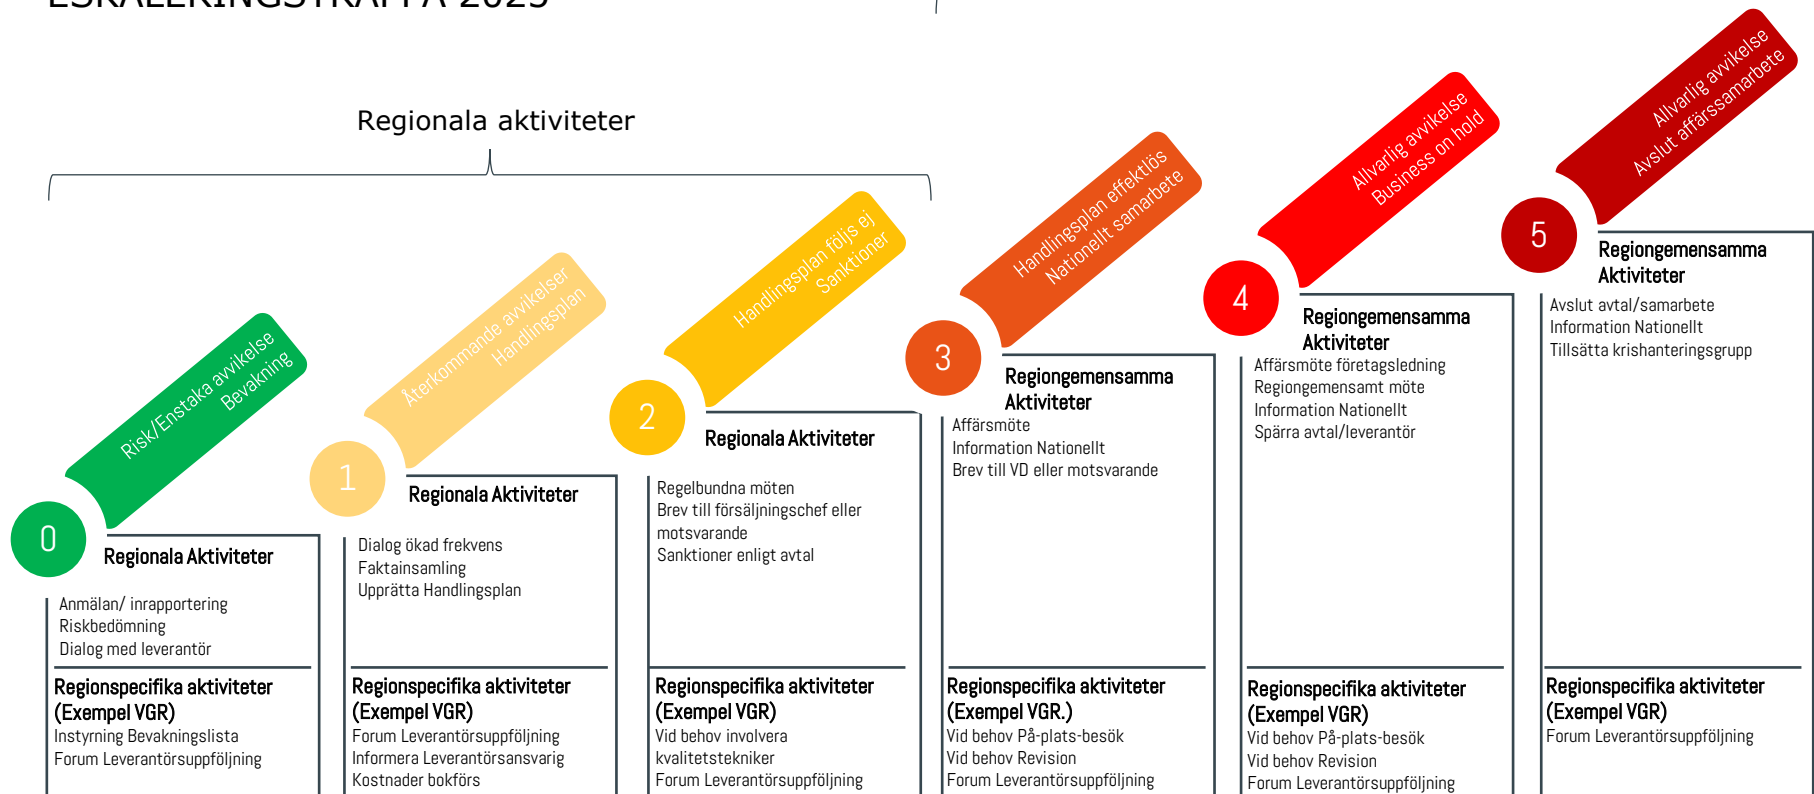 Regionala aktiviteter
Risk/Enstaka avvikelse
Bevakning
0
Regionala Aktiviteter
Anmälan/ inrapportering
Riskbedömning
Dialog med leverantör
Regionspecifika aktiviteter
(Exempel VGR)
Instyrning Bevakningslista
Forum Leverantörsuppföljning
Återkommande avvikelser
Handlingsplan
1
Regionala Aktiviteter
Dialog ökad frekvens
Faktainsamling
Upprätta Handlingsplan
Regionspecifika aktiviteter
(Exempel VGR)
Forum Leverantörsuppföljning
Informera Leverantörsansvarig
Kostnader bokförs
Handlingsplan följs ej
Sanktioner
2
Regionala Aktiviteter
Regelbundna möten
Brev till försäljningschef eller
motsvarande
Sanktioner enligt avtal
Regionspecifika aktiviteter
(Exempel VGR)
Vid behov involvera
kvalitetstekniker
Forum Leverantörsuppföljning
Handlingsplan effektlös
Nationellt samarbete
3
Regiongemensamma
Aktiviteter
Affärsmöte
Information Nationellt
Brev till VD eller motsvarande
Regionspecifika aktiviteter
(Exempel VGR.)
Vid behov På-plats-besök
Vid behov Revision
Forum Leverantörsuppföljning
Allvarlig avvikelse
Business on hold
4
Regiongemensamma
Aktiviteter
Affärsmöte företagsledning
Regiongemensamt möte
Information Nationellt
Spärra avtal/leverantör
Regionspecifika aktiviteter
(Exempel VGR)
Vid behov På-plats-besök
Vid behov Revision
Forum Leverantörsuppföljning
Allvarlig avvikelse
Avslut affärssamarbete
5
Regiongemensamma
Aktiviteter
Avslut avtal/samarbete
Information Nationellt
Tillsätta krishanteringsgrupp
Regionspecifika aktiviteter
(Exempel VGR)
Forum Leverantörsuppföljning